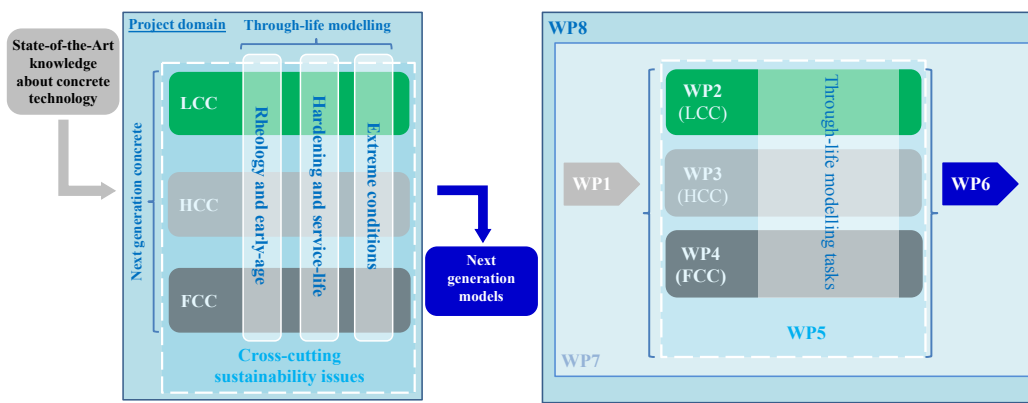 Project domain
Through-life modelling
State-of-the-Art
knowledge
about concrete
technology
Next generation concrete
LCC
HCC
FCC
Rheology and early-age
Hardening and service-life
Extreme conditions
Cross-cutting
sustainability issues
Next
generation
models
WP8
WP1
WP2
(LCC)
WP3
(HCC)
WP4
(FCC)
Through-life modelling
tasks
WP5
WP6
WP7